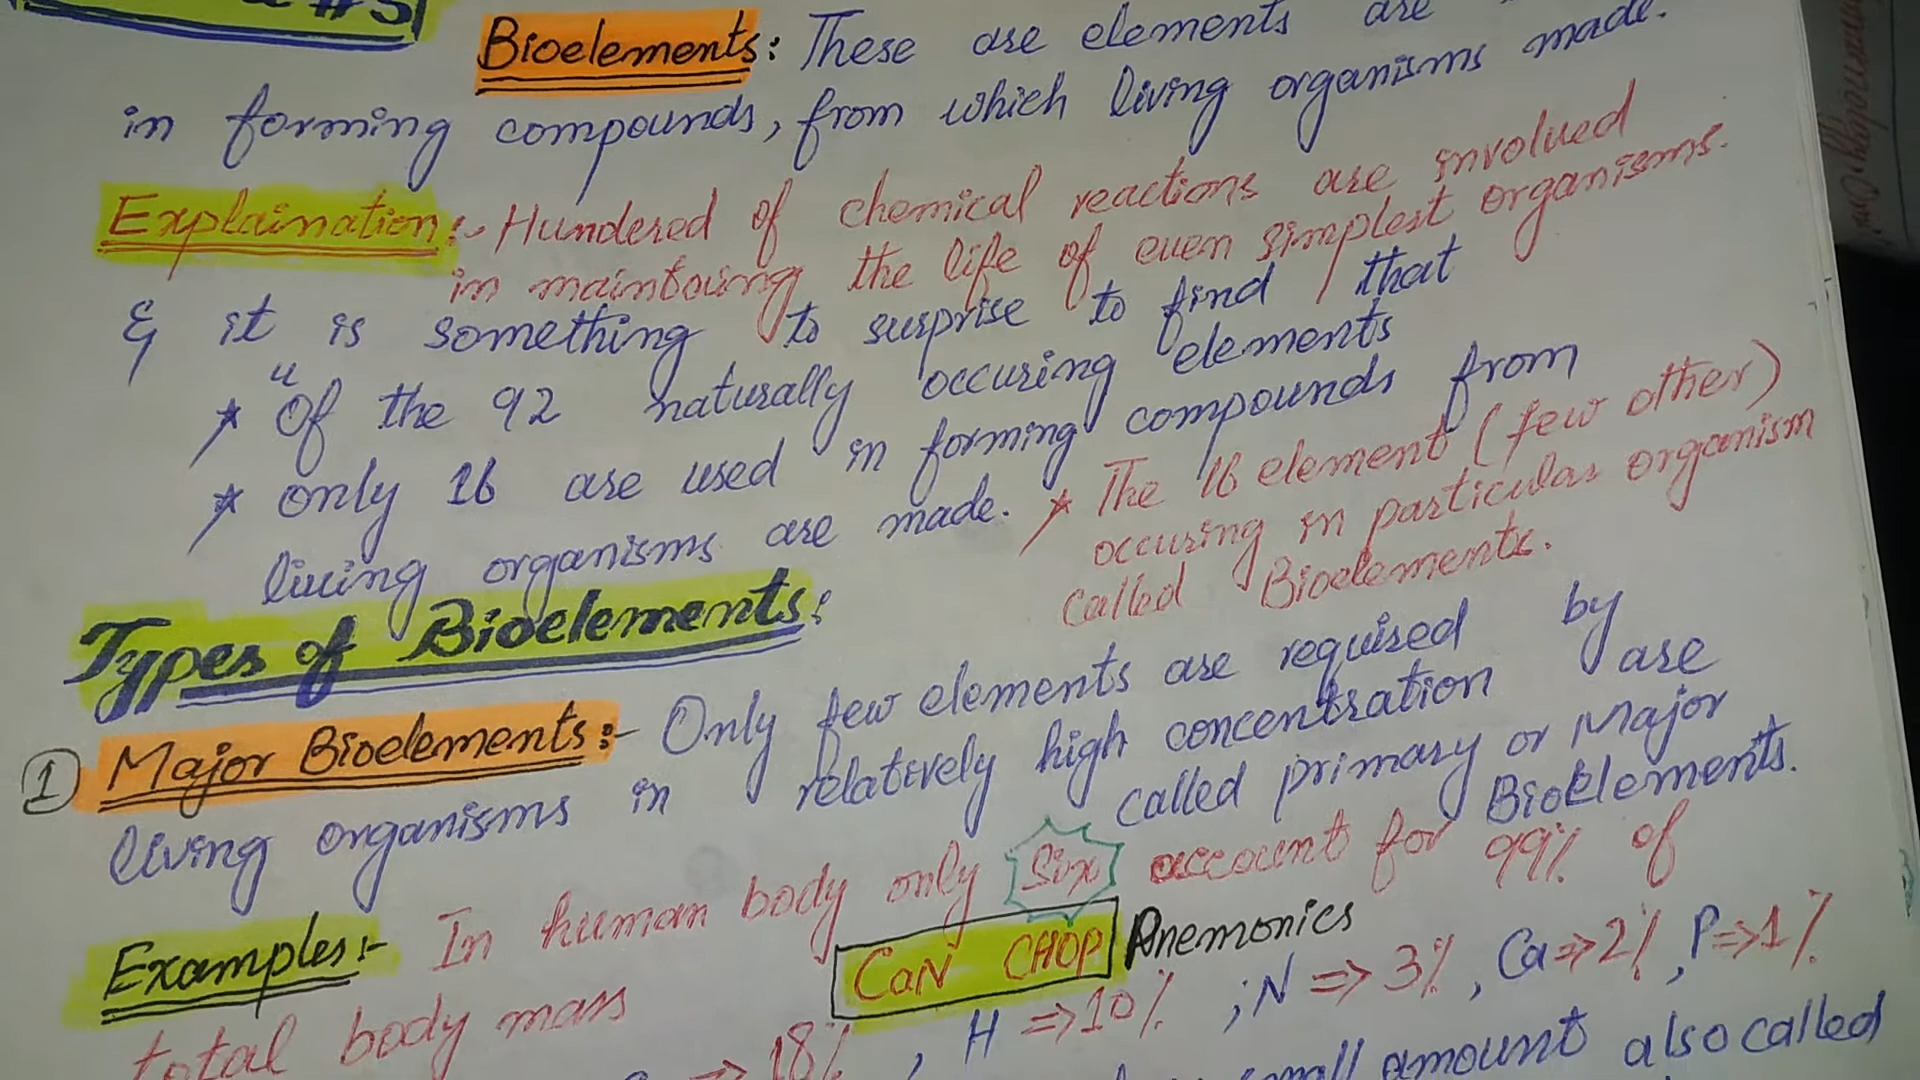 #3
Bioelements: These are elements are
in forming compounds, from which living organisms made.
Explaination:- Hundered of chemical reactions are involved
in maintaing the life of even simplest organisms.
& it is something to surprise to find that
* "Of the 92 naturally occuring elements
* only 16 are used in forming compounds from
living organisms are made.
* The 16 element (few other)
occuring in particular organism
called Bioelements.
Types of Bioelements:
① Major Bioelements:- Only few elements are required by
living organisms in relatively high concentration are
called primary or Major
Bioelements.
Examples:- In human body only Six account for 99% of
total body mass
CaN CHOP Pnemonics
=> 18%, H => 10% ; N => 3%, Ca => 2%, P => 1%
small amount also called